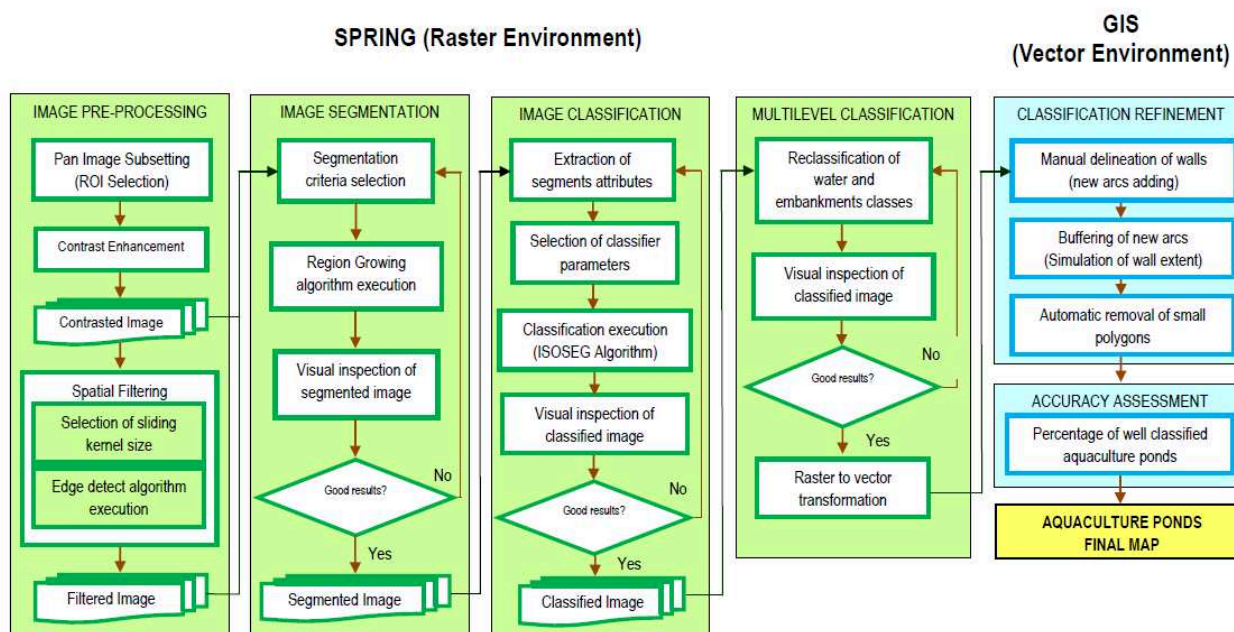 SPRING (Raster Environment)
GIS
(Vector Environment)
IMAGE PRE-PROCESSING
Pan Image Subsetting
(ROI Selection)
Contrast Enhancement
Contrasted Image
Spatial Filtering
Selection of sliding
kernel size
Edge detect algorithm
execution
Filtered Image
IMAGE SEGMENTATION
Segmentation
criteria selection
Region Growing
algorithm execution
Visual inspection of
segmented image
Good results?
No
Yes
Segmented Image
IMAGE CLASSIFICATION
Extraction of
segments attributes
Selection of classifier
parameters
Classification execution
(ISOSEG Algorithm)
Visual inspection of
classified image
Good results?
No
Yes
Classified Image
MULTILEVEL CLASSIFICATION
Reclassification of
water and
embankments classes
Visual inspection of
classified image
Good results?
No
Yes
Raster to vector
transformation
CLASSIFICATION REFINEMENT
Manual delineation of walls
(new arcs adding)
Buffering of new arcs
(Simulation of wall extent)
Automatic removal of small
polygons
ACCURACY ASSESSMENT
Percentage of well classified
aquaculture ponds
AQUACULTURE PONDS
FINAL MAP